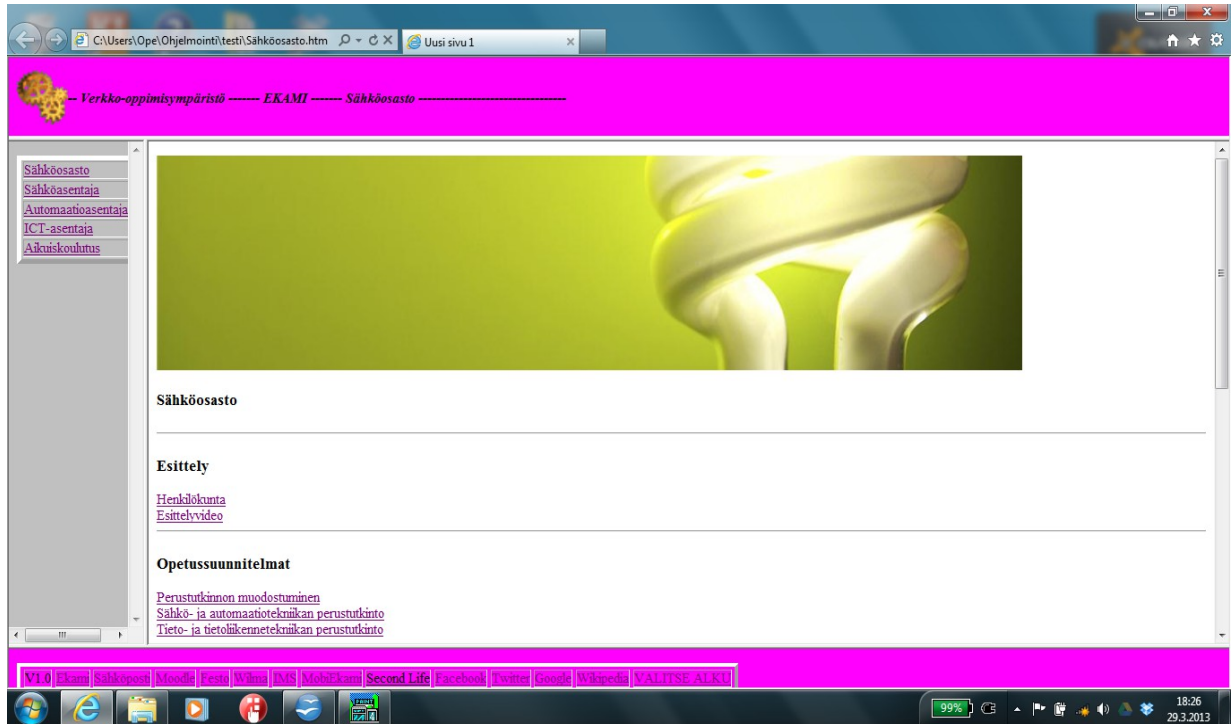 C:\Users\Ope\Ohjelmointi\testi\Sähköosasto.htm
Uusi sivu 1
-- Verkko-oppimisympäristö ------- EKAMI ------- Sähköosasto ---------------------------------
Sähköosasto
Sähköasentaja
Automaatioasentaja
ICT-asentaja
Aikuiskoulutus
Sähköosasto
Esittely
Henkilökunta
Esittelyvideo
Opetussuunnitelmat
Perustutkinnon muodostuminen
Sähkö- ja automaatiotekniikan perustutkinto
Tieto- ja tietoliikennetekniikan perustutkinto
V1.0 Ekami Sähköposti Moodle Festo Wilma IMS MobiEkami Second Life Facebook Twitter Google Wikipedia VALITSE ALKU
99%
18:26
29.3.2013